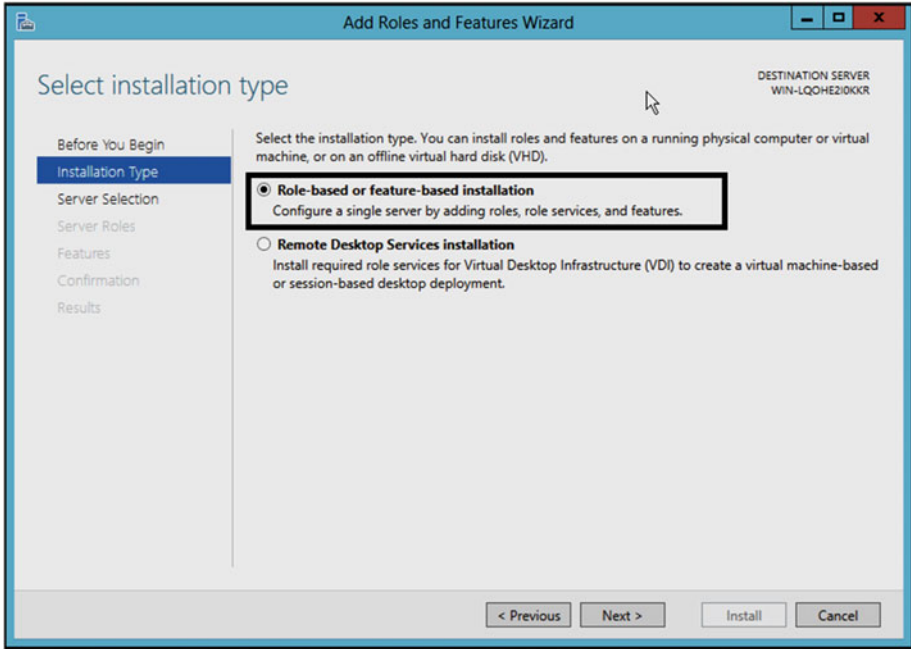 Add Roles and Features Wizard
Select installation type
DESTINATION SERVER
WIN-LQOHE2I0KKR
Before You Begin
Installation Type
Server Selection
Server Roles
Features
Confirmation
Results
Select the installation type. You can install roles and features on a running physical computer or virtual
machine, or on an offline virtual hard disk (VHD).
Role-based or feature-based installation
Configure a single server by adding roles, role services, and features.
Remote Desktop Services installation
Install required role services for Virtual Desktop Infrastructure (VDI) to create a virtual machine-based
or session-based desktop deployment.
< Previous
Next >
Install
Cancel